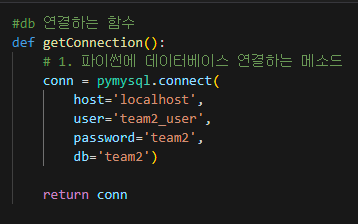 #db 연결하는 함수
def getConnection():
    # 1. 파이썬에 데이터베이스 연결하는 메소드
    conn = pymysql.connect(
        host='localhost',
        user='team2_user',
        password='team2',
        db='team2')
    return conn